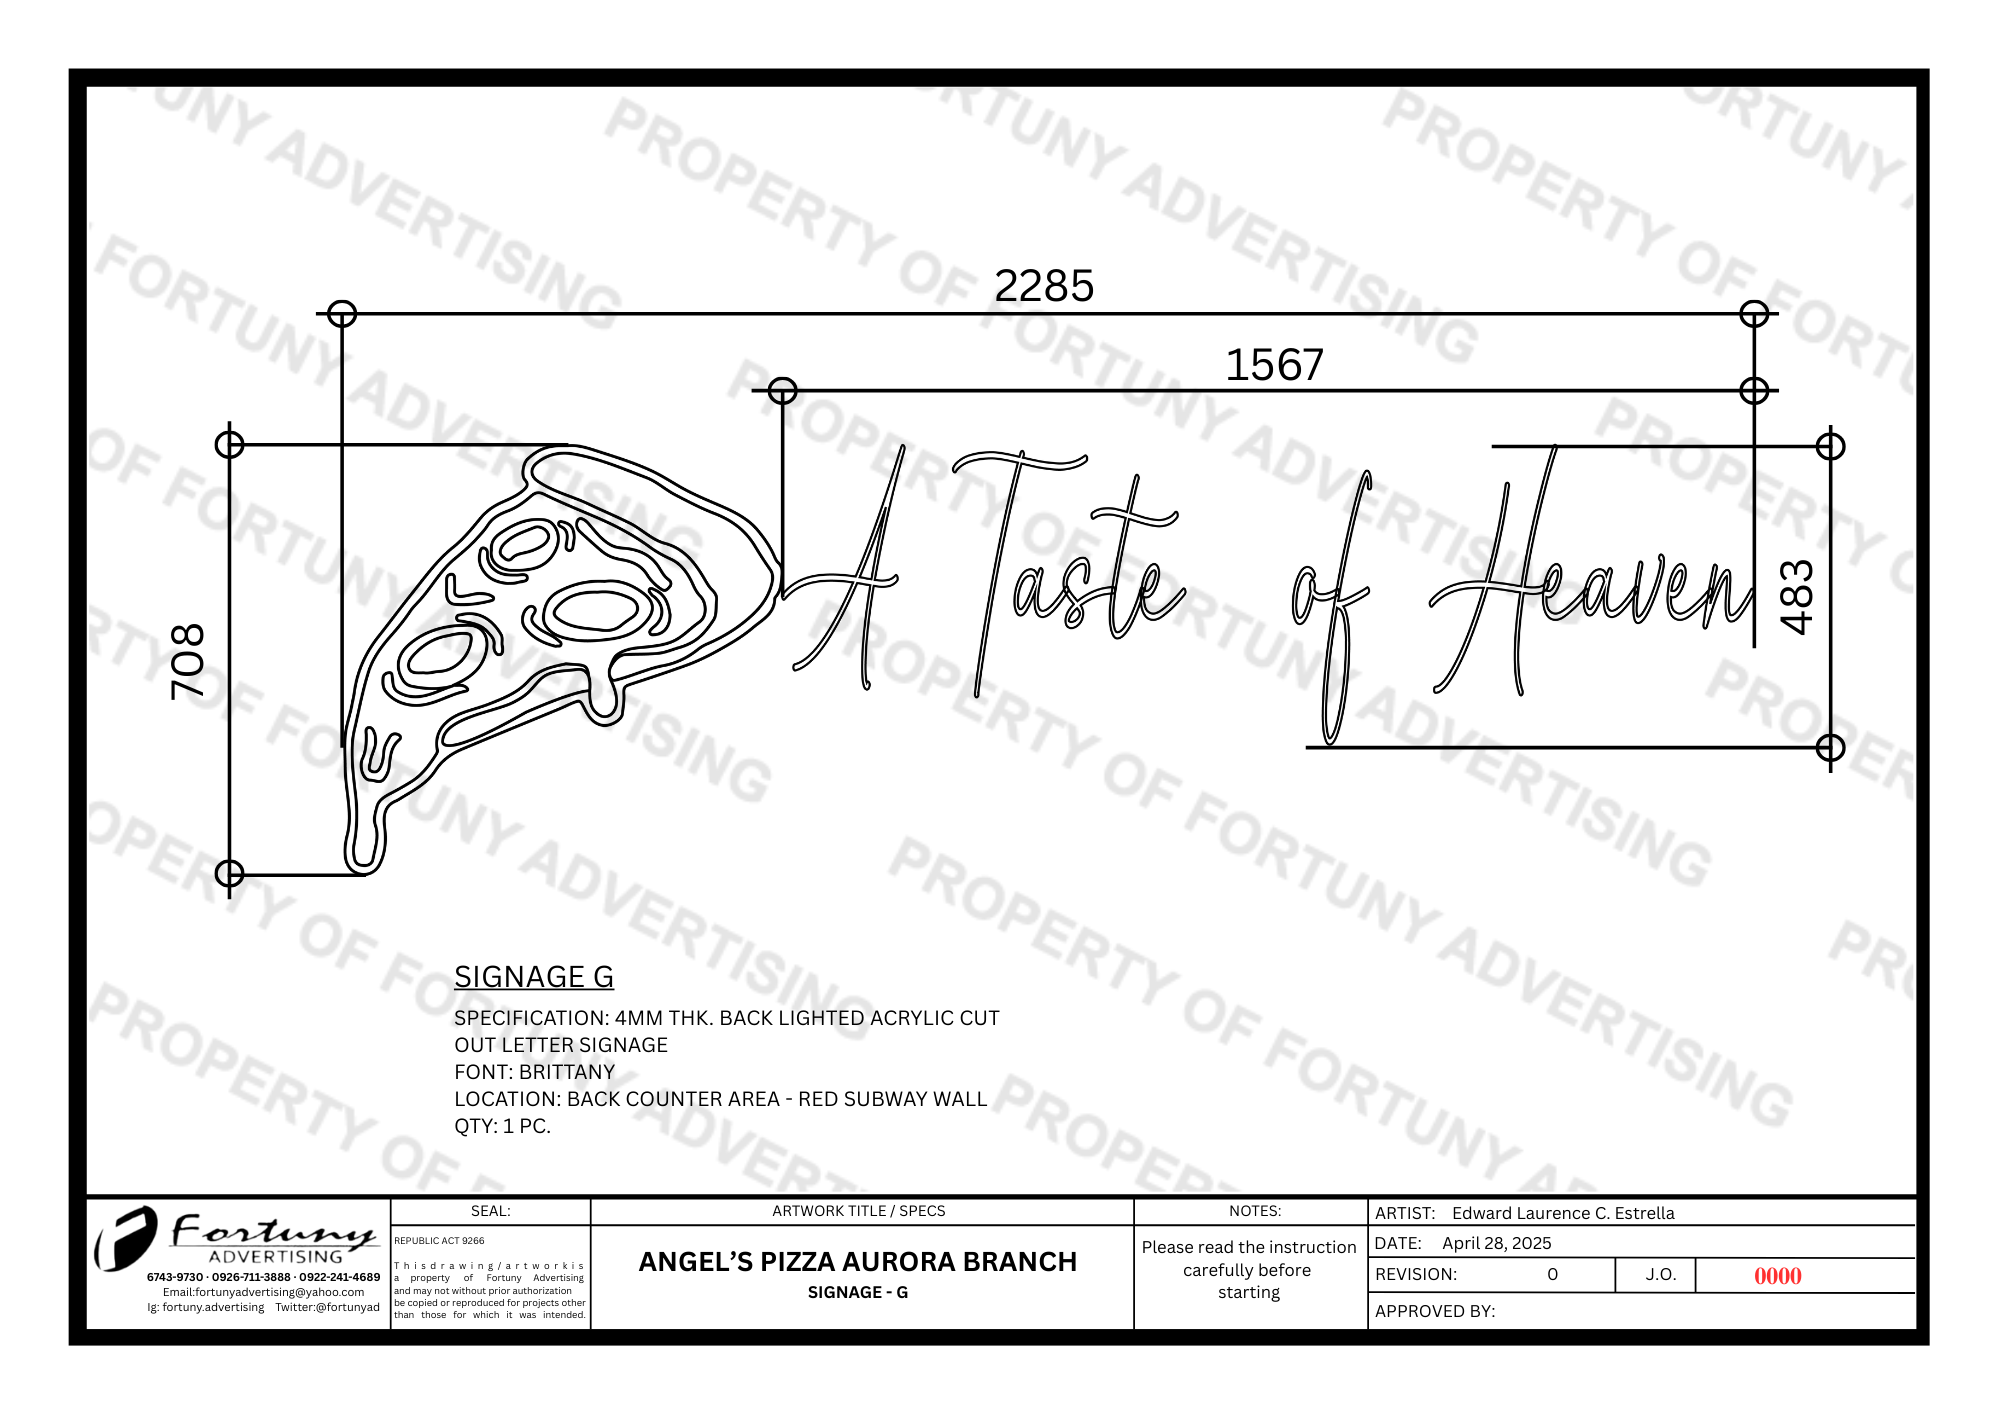 2285
1567
708
483
A Taste of Heaven
SIGNAGE G
SPECIFICATION: 4MM THK. BACK LIGHTED ACRYLIC CUT
OUT LETTER SIGNAGE
FONT: BRITTANY
LOCATION: BACK COUNTER AREA - RED SUBWAY WALL
QTY: 1 PC.
Fortuny
ADVERTISING
6743-9730 · 0926-711-3888 · 0922-241-4689
Email:fortunyadvertising@yahoo.com
Ig: fortuny.advertising Twitter:@fortunyad
SEAL:
REPUBLIC ACT 9266
This drawing/artwork is
a property of Fortuny Advertising
and may not without prior authorization
be copied or reproduced for projects other
than those for which it was intended.
ARTWORK TITLE / SPECS
ANGEL’S PIZZA AURORA BRANCH
SIGNAGE - G
NOTES:
Please read the instruction
carefully before
starting
ARTIST: Edward Laurence C. Estrella
DATE: April 28, 2025
REVISION: 0 J.O. 0000
APPROVED BY:
PROPERTY OF FORTUNY ADVERTISING